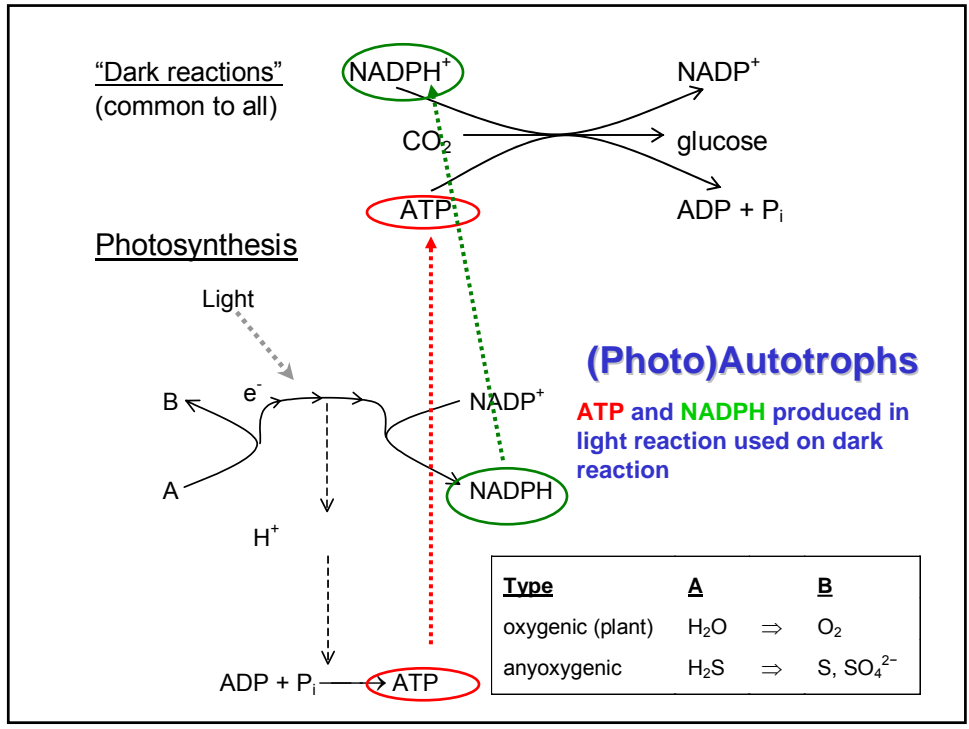 “Dark reactions”
(common to all)
NADPH⁺
NADP⁺
CO₂
glucose
ATP
ADP + Pᵢ
Photosynthesis
Light
B
e⁻
NADP⁺
A
NADPH
H⁺
ADP + Pᵢ
ATP
(Photo)Autotrophs
ATP and NADPH produced in
light reaction used on dark
reaction
Type A B
oxygenic (plant) H₂O ⇒ O₂
anyoxygenic H₂S ⇒ S, SO₄²⁻